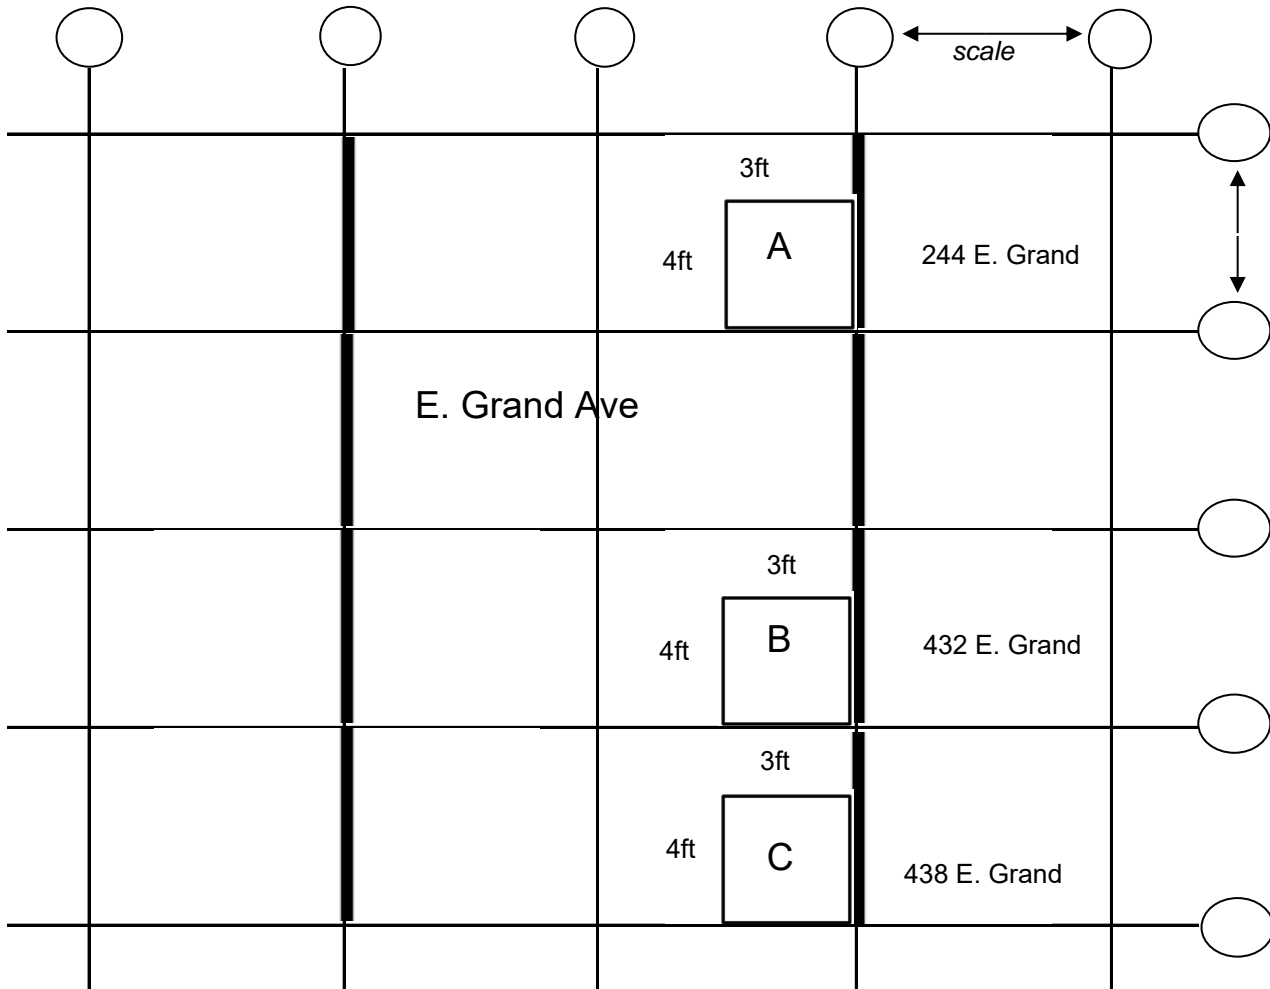 scale
3ft
A
4ft
244 E. Grand
E. Grand Ave
3ft
B
4ft
432 E. Grand
3ft
4ft
C
438 E. Grand